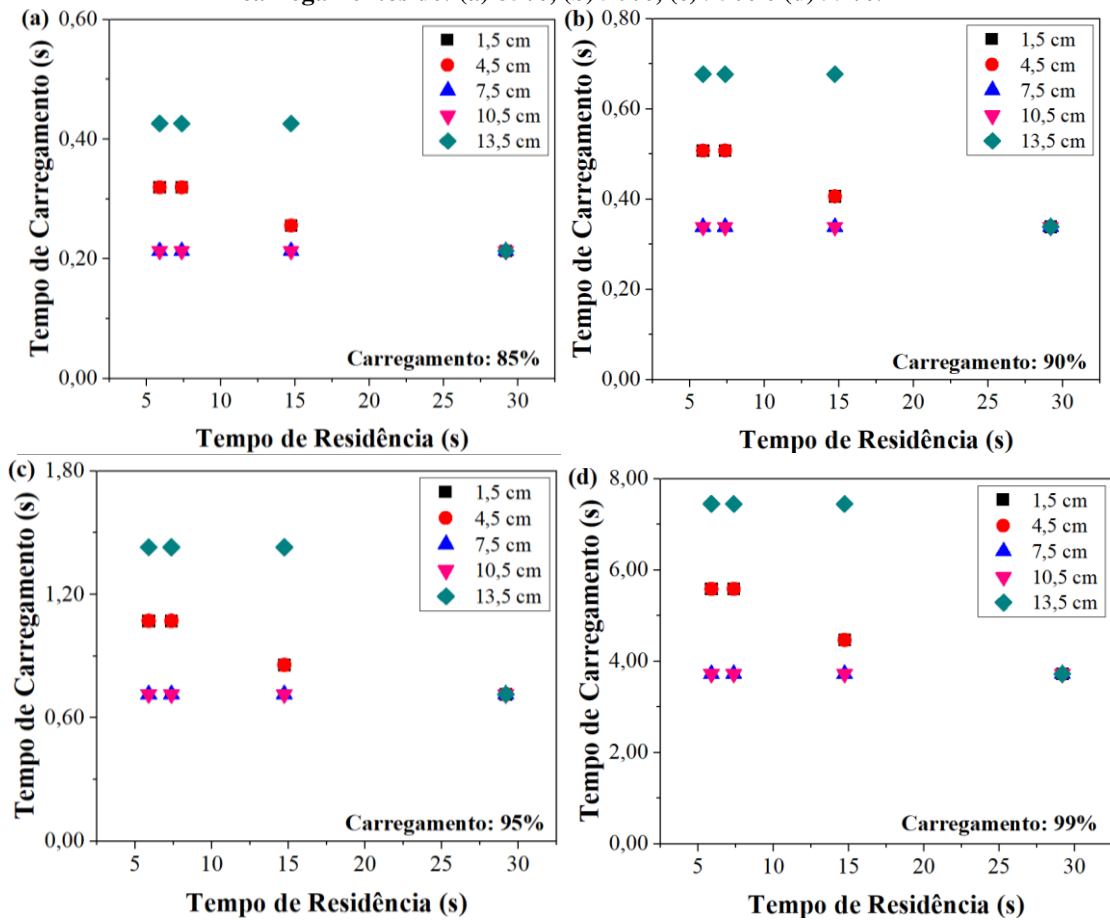 carregamentos de: (a) 85%, (b) 90%, (c) 95% e (d) 99%.
(a)
0,60
0,40
0,20
0,00
Tempo de Carregamento (s)
1,5 cm
4,5 cm
7,5 cm
10,5 cm
13,5 cm
Carregamento: 85%
5 10 15 20 25 30
Tempo de Residência (s)
(b)
0,80
0,60
0,40
0,20
0,00
Tempo de Carregamento (s)
1,5 cm
4,5 cm
7,5 cm
10,5 cm
13,5 cm
Carregamento: 90%
5 10 15 20 25 30
Tempo de Residência (s)
(c)
1,80
1,20
0,60
0,00
Tempo de Carregamento (s)
1,5 cm
4,5 cm
7,5 cm
10,5 cm
13,5 cm
Carregamento: 95%
5 10 15 20 25 30
Tempo de Residência (s)
(d)
8,00
6,00
4,00
2,00
0,00
Tempo de Carregamento (s)
1,5 cm
4,5 cm
7,5 cm
10,5 cm
13,5 cm
Carregamento: 99%
5 10 15 20 25 30
Tempo de Residência (s)